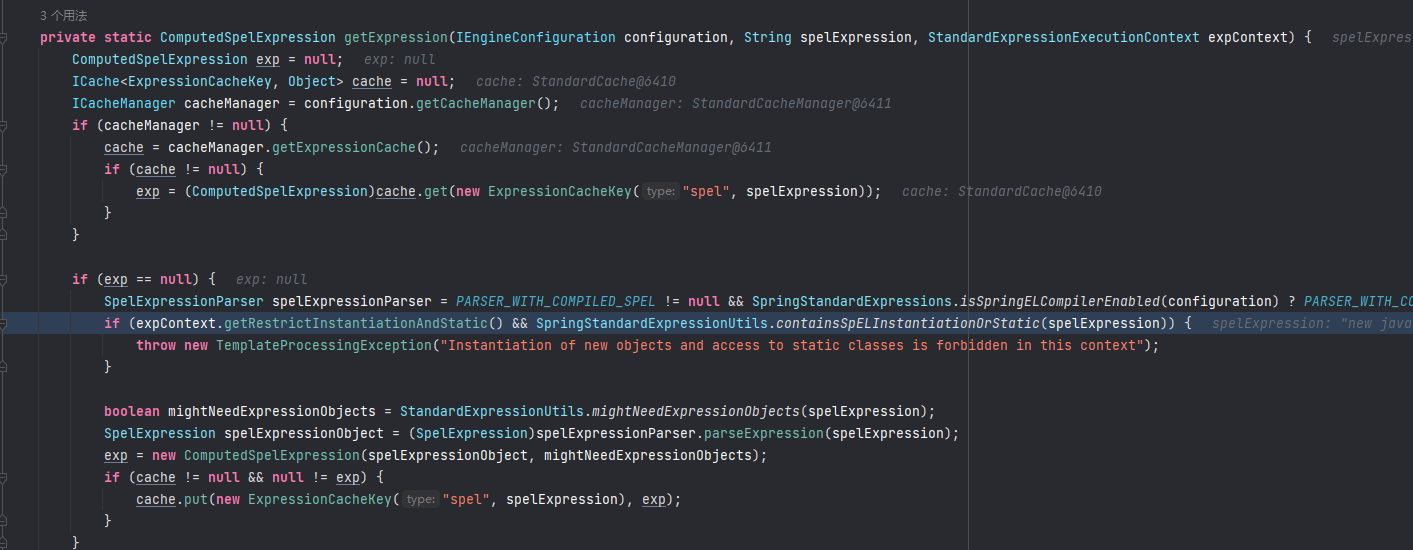 3 个用法
private static ComputedSpelExpression getExpression(IEngineConfiguration configuration, String spelExpression, StandardExpressionExecutionContext expContext) { spelExpres
ComputedSpelExpression exp = null; exp: null
ICache<ExpressionCacheKey, Object> cache = null; cache: StandardCache@6410
ICacheManager cacheManager = configuration.getCacheManager(); cacheManager: StandardCacheManager@6411
if (cacheManager != null) {
cache = cacheManager.getExpressionCache(); cacheManager: StandardCacheManager@6411
if (cache != null) {
exp = (ComputedSpelExpression)cache.get(new ExpressionCacheKey( type: "spel", spelExpression)); cache: StandardCache@6410
}
}
if (exp == null) { exp: null
SpelExpressionParser spelExpressionParser = PARSER_WITH_COMPILED_SPEL != null && SpringStandardExpressions.isSpringELCompilerEnabled(configuration) ? PARSER_WITH_CO
if (expContext.getRestrictInstantiationAndStatic() && SpringStandardExpressionUtils.containsSpELInstantiationOrStatic(spelExpression)) { spelExpression: "new java
throw new TemplateProcessingException("Instantiation of new objects and access to static classes is forbidden in this context");
}
boolean mightNeedExpressionObjects = StandardExpressionUtils.mightNeedExpressionObjects(spelExpression);
SpelExpression spelExpressionObject = (SpelExpression)spelExpressionParser.parseExpression(spelExpression);
exp = new ComputedSpelExpression(spelExpressionObject, mightNeedExpressionObjects);
if (cache != null && null != exp) {
cache.put(new ExpressionCacheKey( type: "spel", spelExpression), exp);
}
}